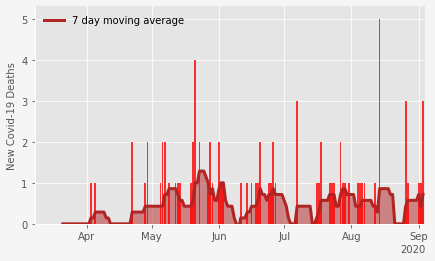 7 day moving average
New Covid-19 Deaths
5
4
3
2
1
0
Apr
May
Jun
Jul
Aug
Sep
2020